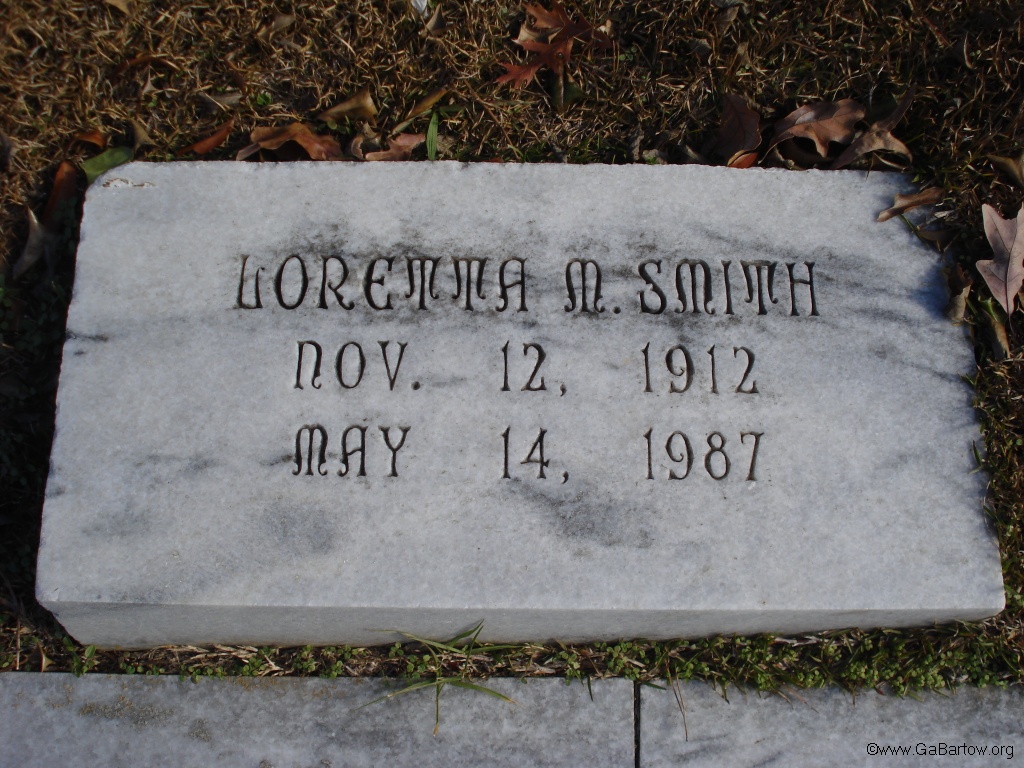 LORETTA M. SMITH
NOV. 12, 1912
MAY 14, 1987
©www.GaBartow.org